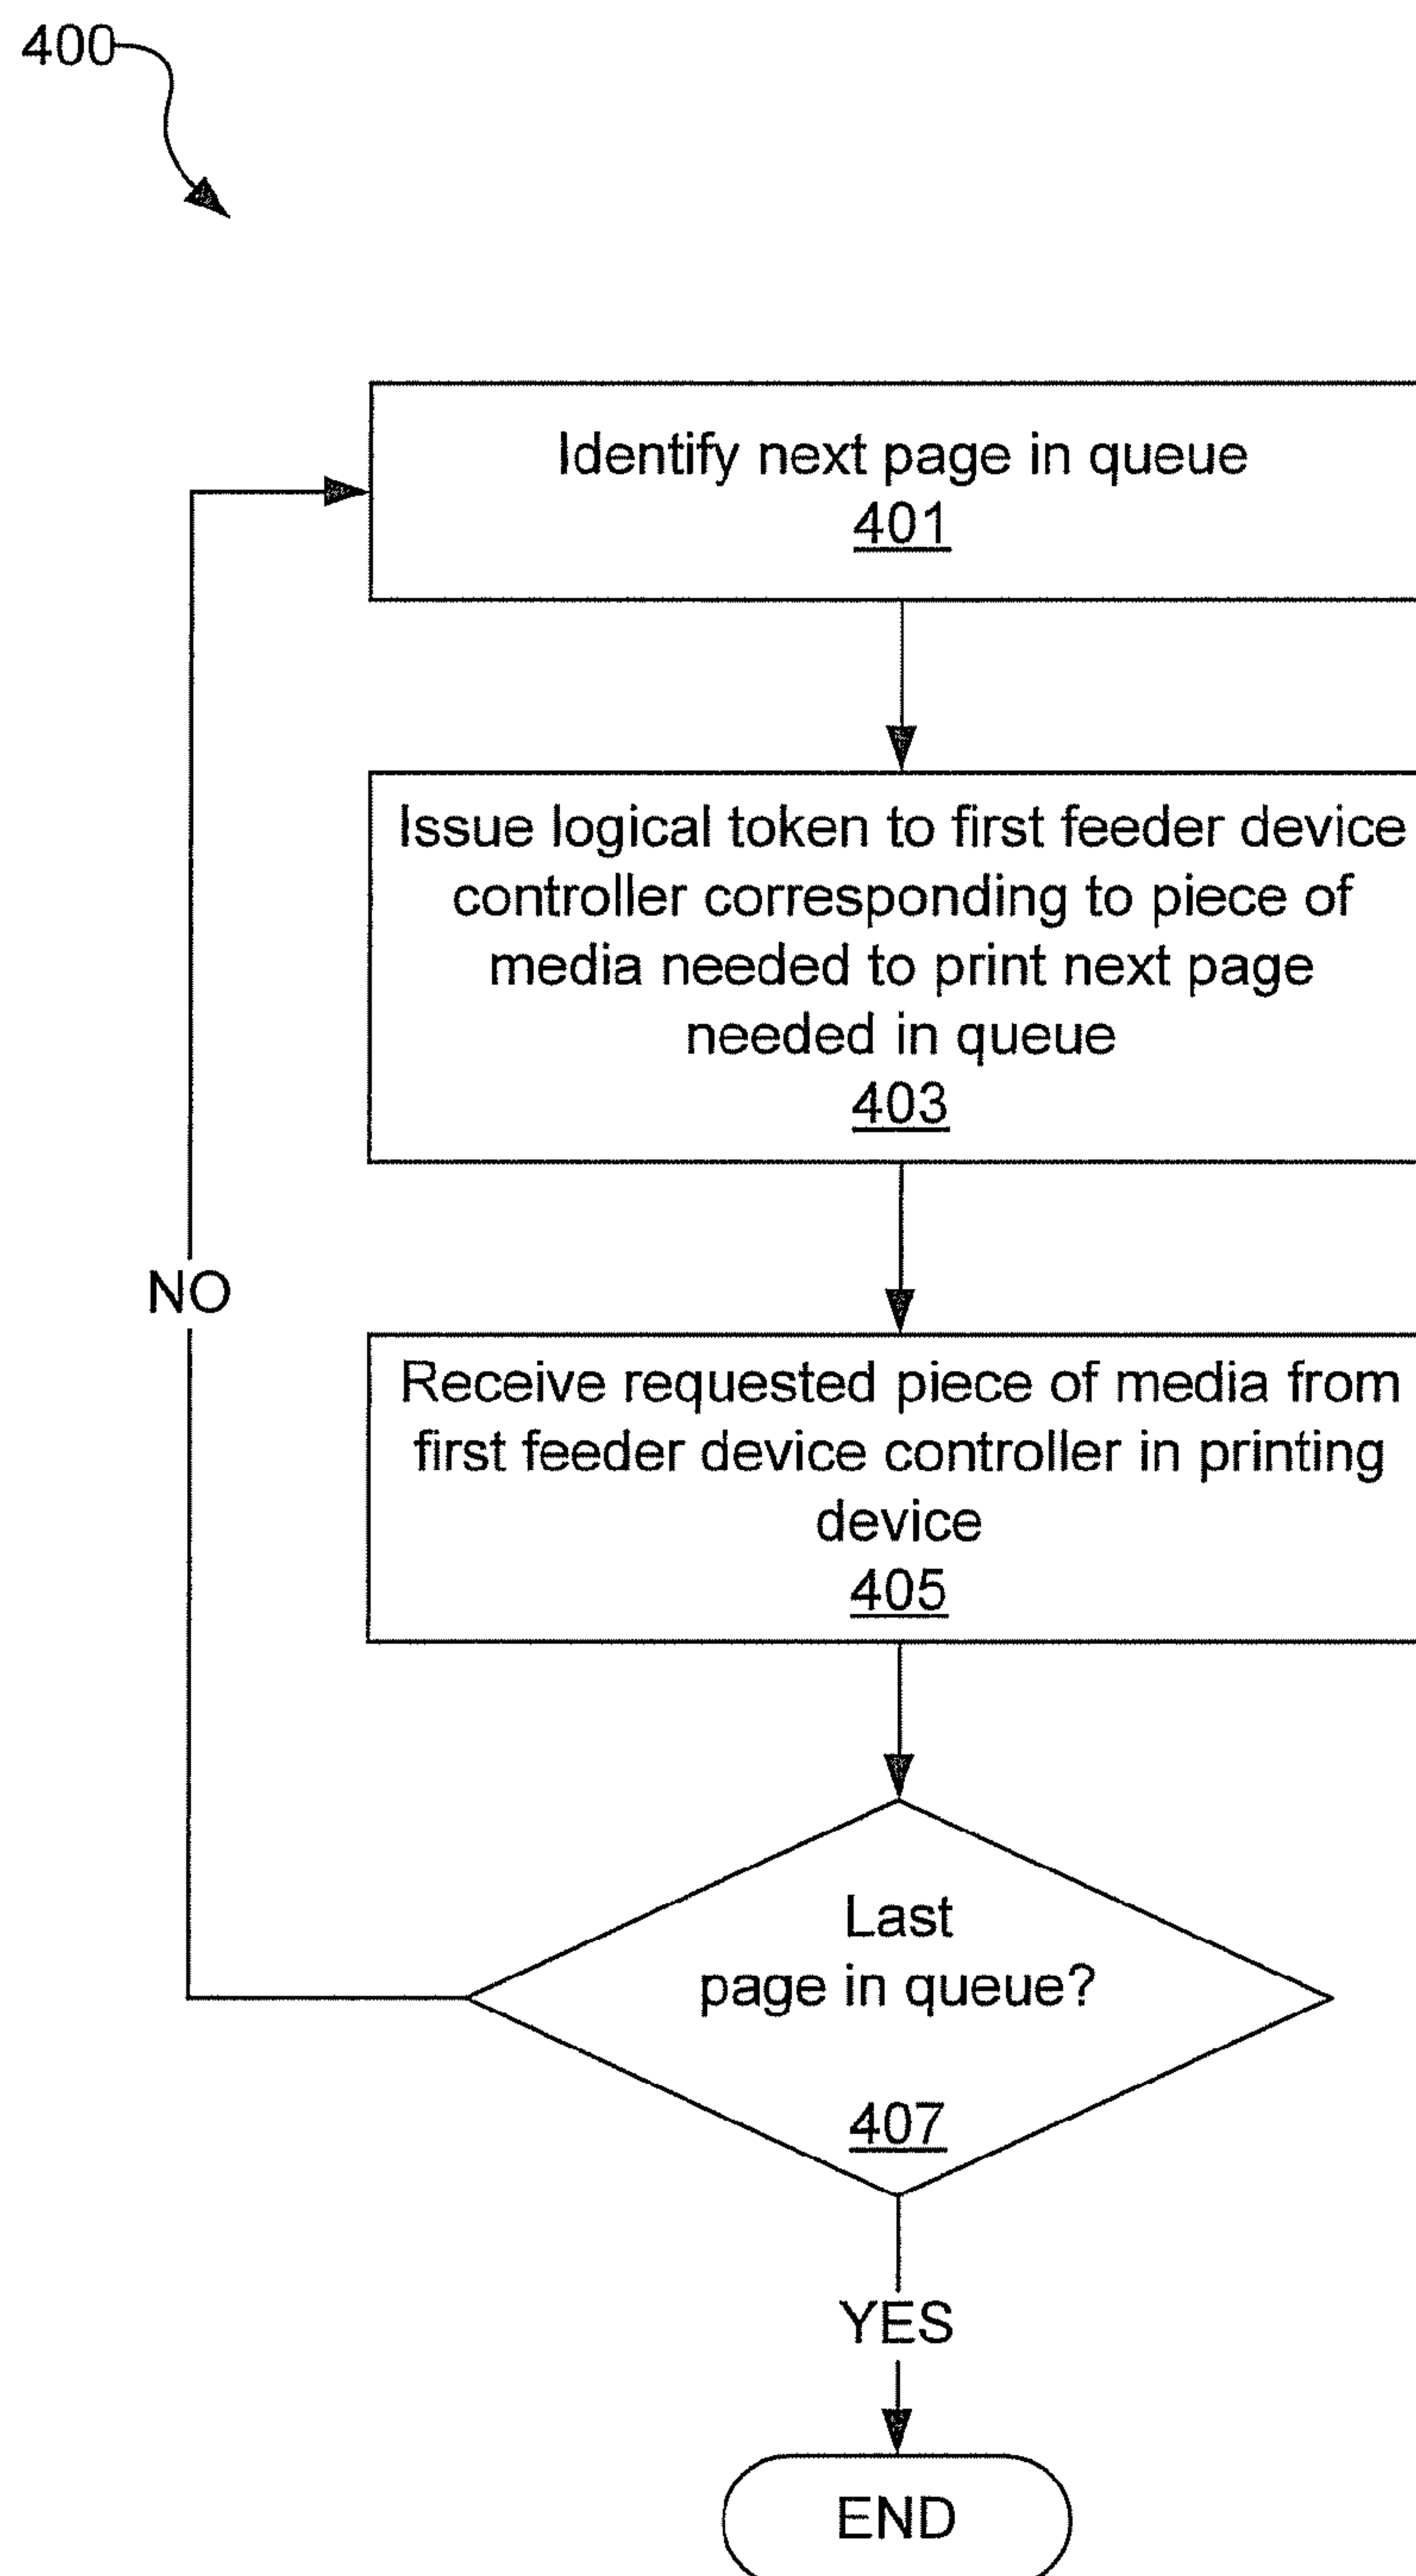 400
Identify next page in queue
401
Issue logical token to first feeder device
controller corresponding to piece of
media needed to print next page
needed in queue
403
NO
Receive requested piece of media from
first feeder device controller in printing
device
405
Last
page in queue?
407
YES
END